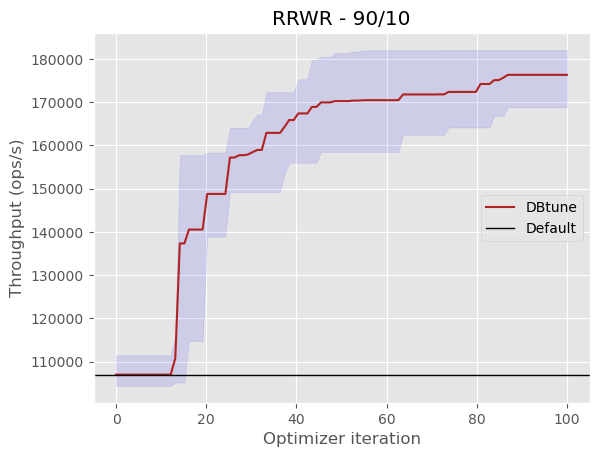 RRWR - 90/10
Throughput (ops/s)
180000
170000
160000
150000
140000
130000
120000
110000
DBtune
Default
0 20 40 60 80 100
Optimizer iteration